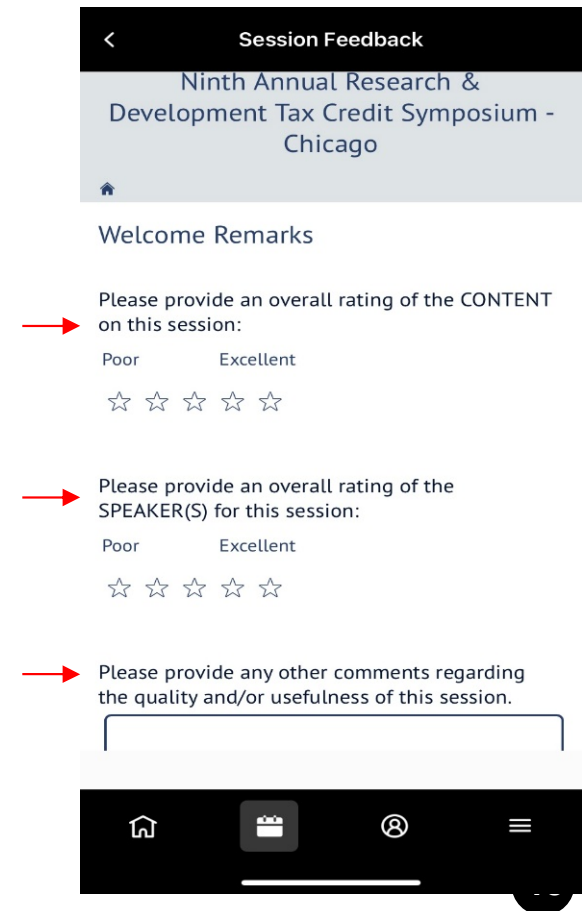 Session Feedback
Ninth Annual Research &
Development Tax Credit Symposium -
Chicago
Welcome Remarks
Please provide an overall rating of the CONTENT
on this session:
Poor Excellent
Please provide an overall rating of the
SPEAKER(S) for this session:
Poor Excellent
Please provide any other comments regarding
the quality and/or usefulness of this session.